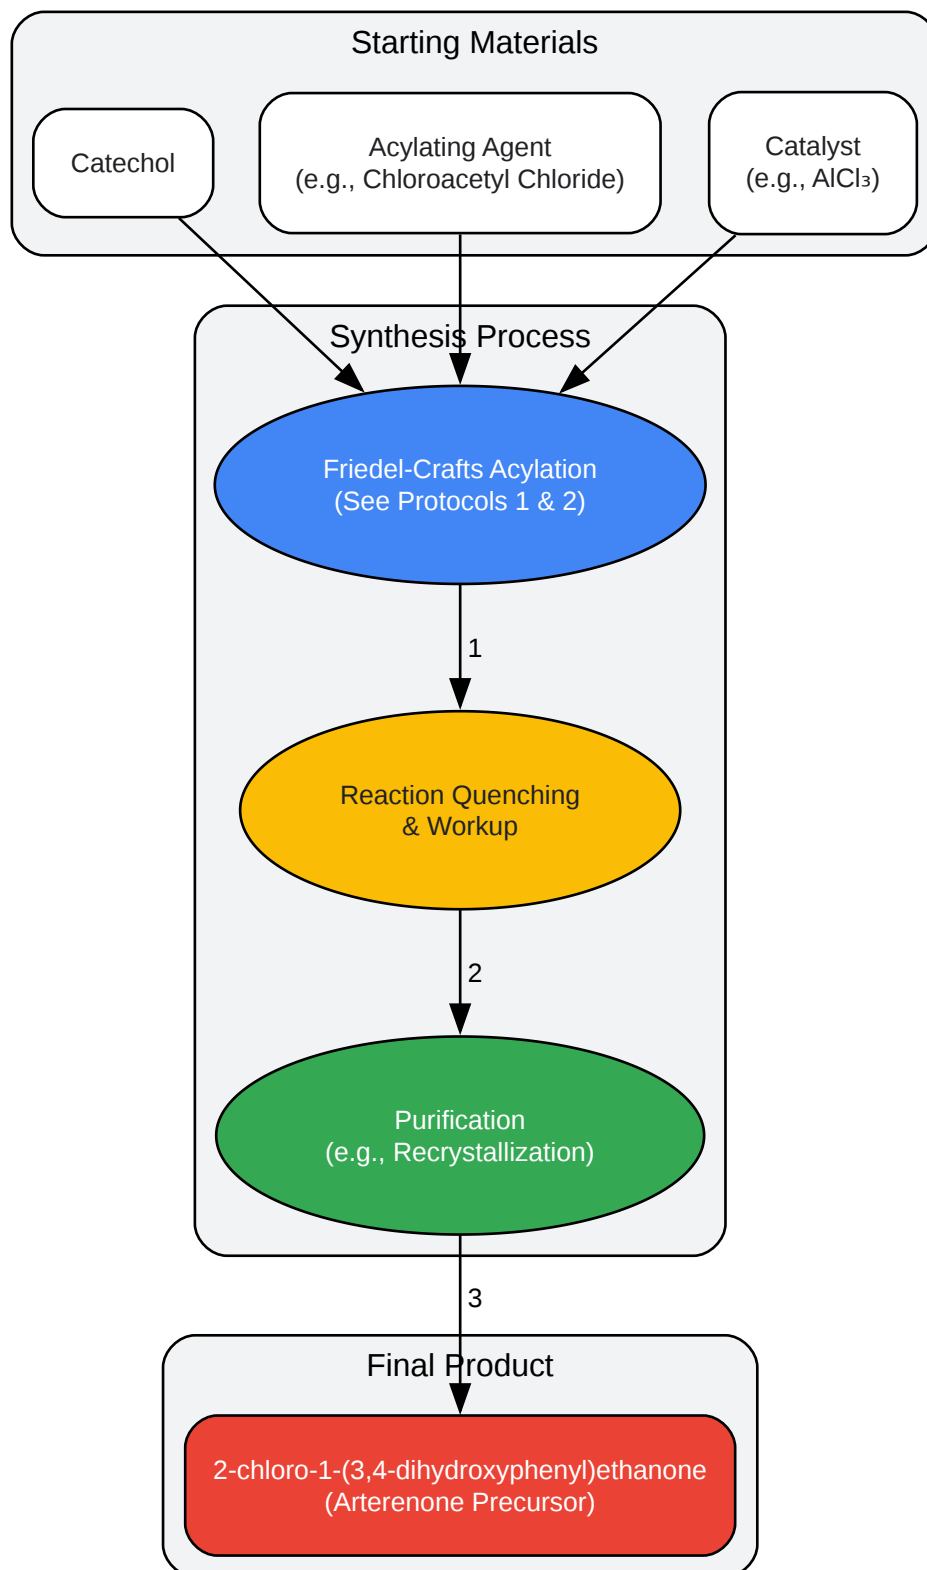 Starting Materials
Catechol
Acylating Agent
(e.g., Chloroacetyl Chloride)
Catalyst
(e.g., AlCl₃)
Synthesis Process
Friedel-Crafts Acylation
(See Protocols 1 & 2)
1
Reaction Quenching
& Workup
2
Purification
(e.g., Recrystallization)
3
Final Product
2-chloro-1-(3,4-dihydroxyphenyl)ethanone
(Arterenone Precursor)